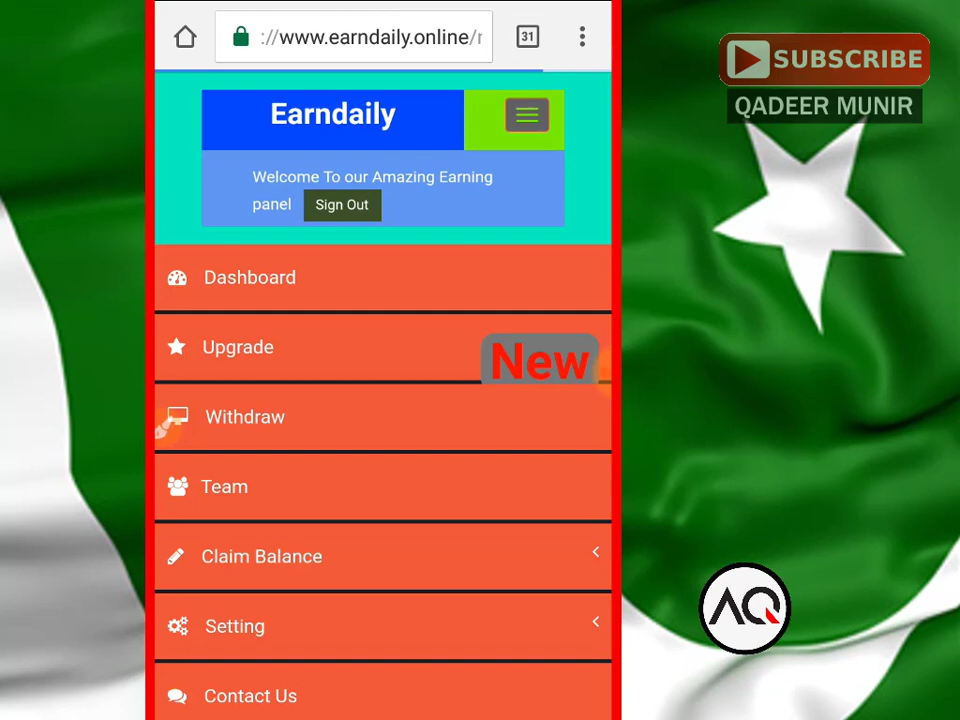 ://www.earndaily.online/r
31
SUBSCRIBE
QADEER MUNIR
Earndaily
Welcome To our Amazing Earning
panel Sign Out
Dashboard
Upgrade
New
Withdraw
Team
Claim Balance
Setting
Contact Us
AQ